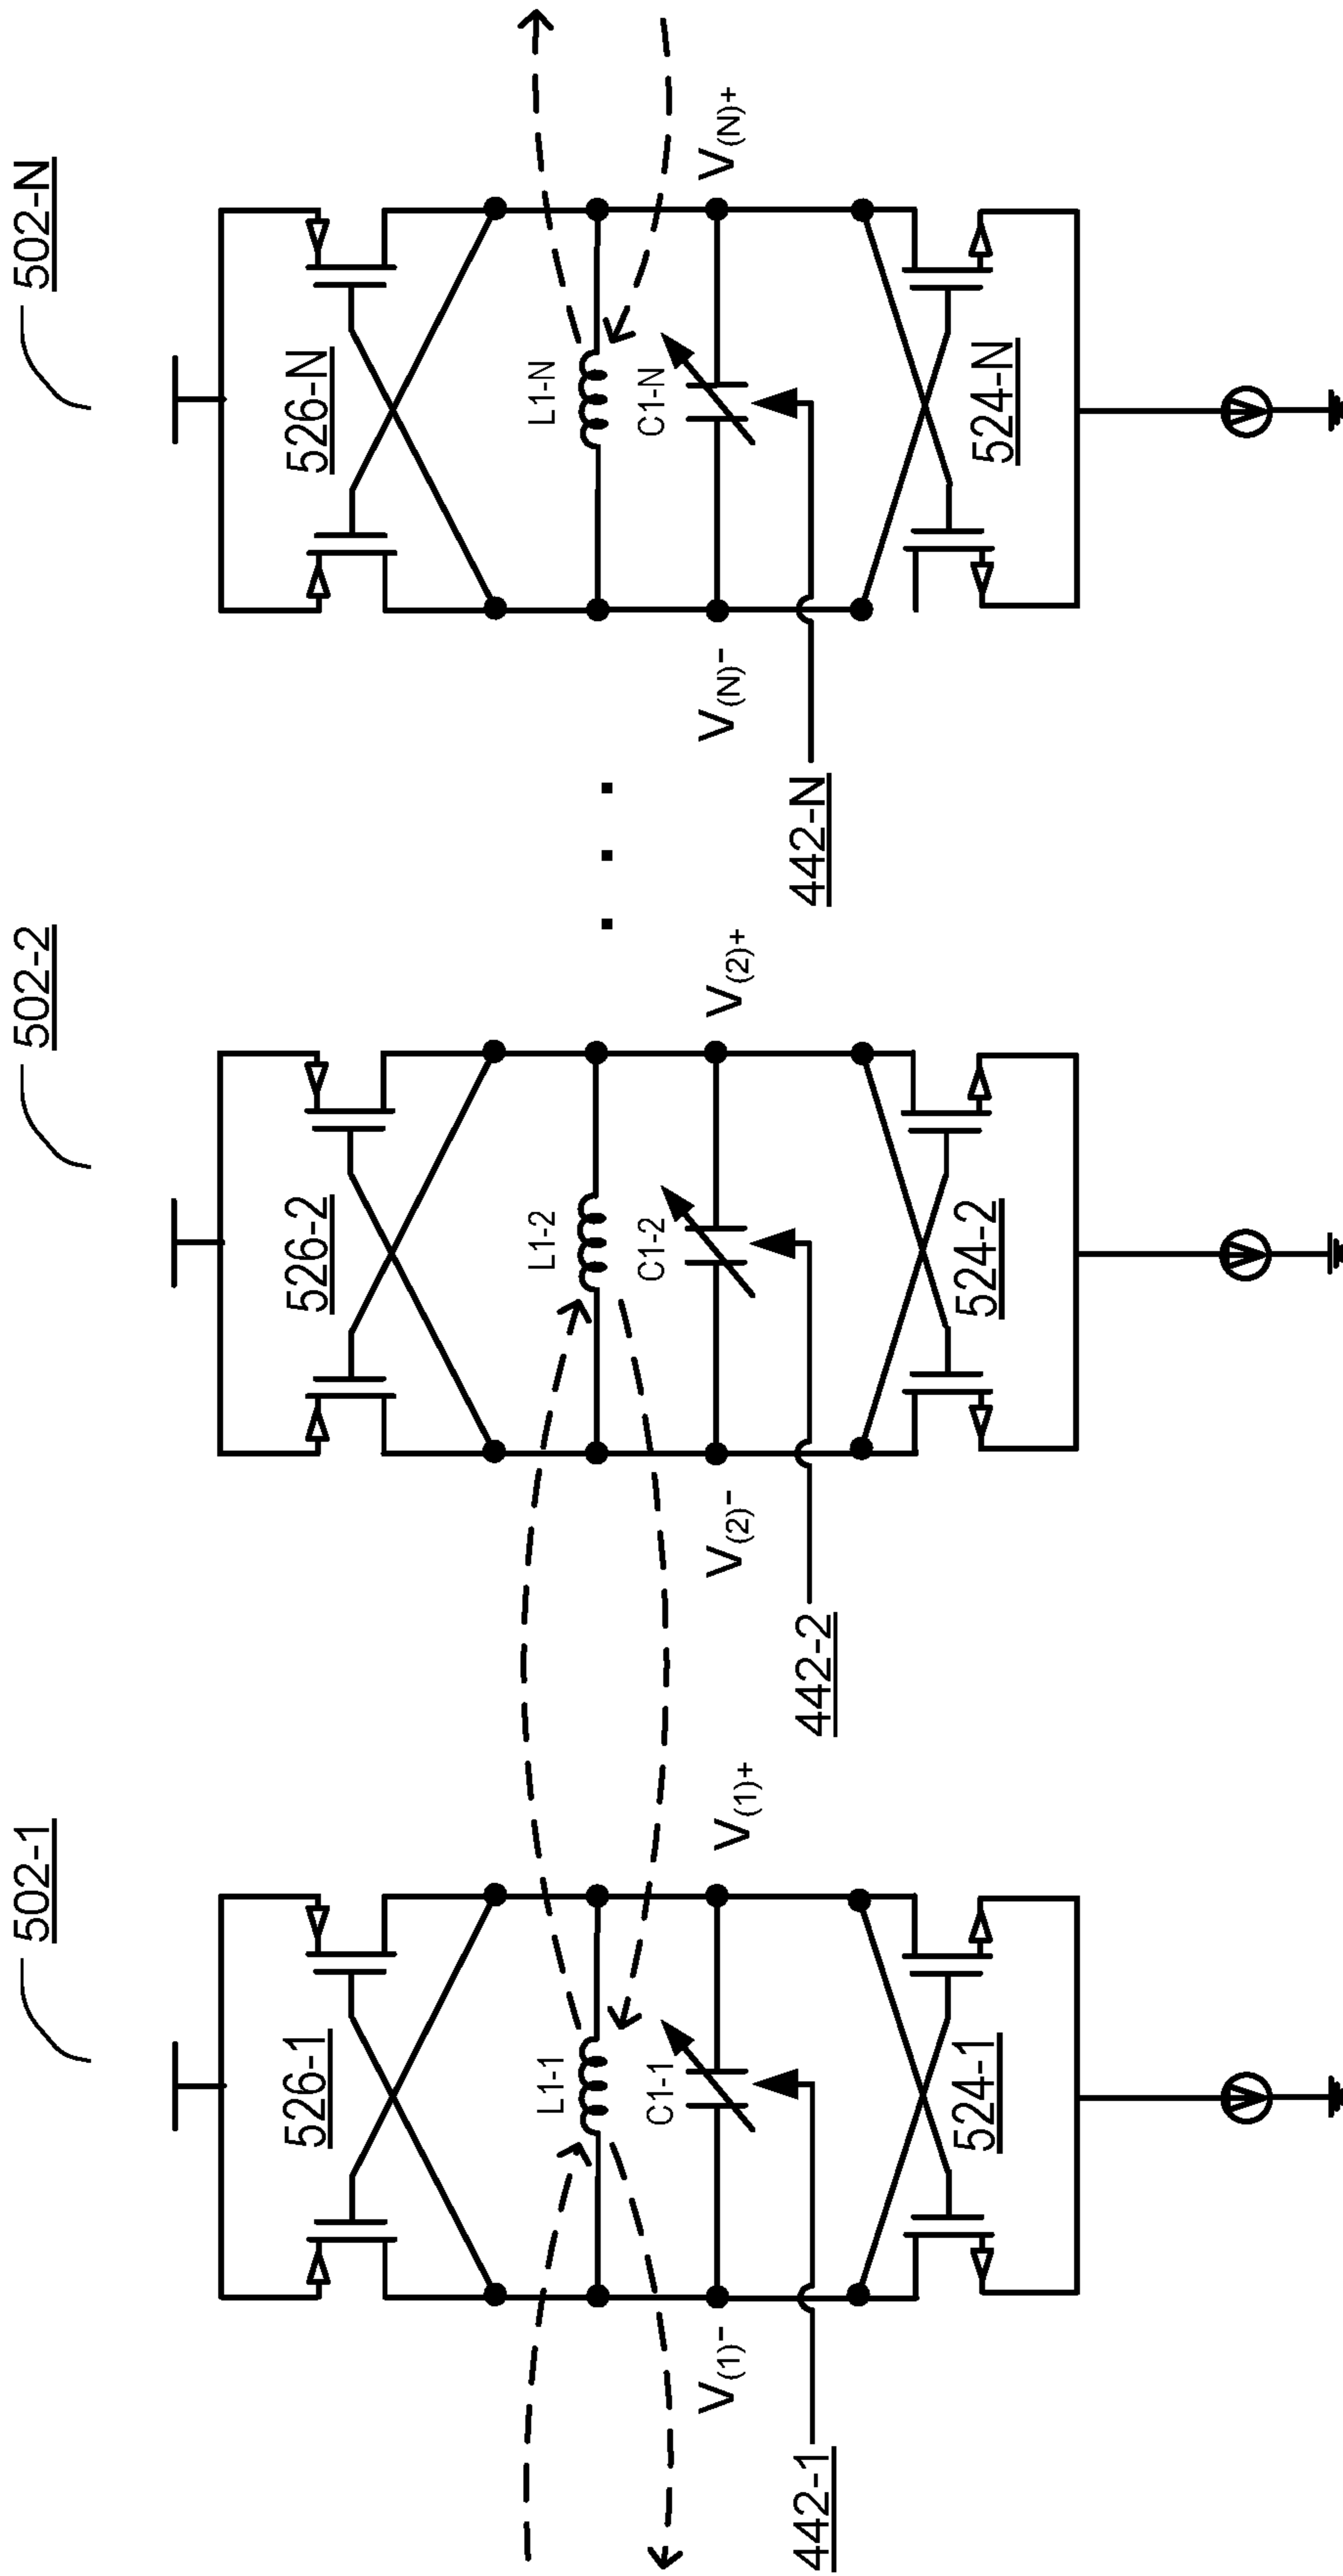 502-1
502-2
502-N
526-1
526-2
526-N
L1-1
L1-2
L1-N
C1-1
C1-2
C1-N
V(1)- V(1)+
V(2)- V(2)+
V(N)- V(N)+
. . .
442-1
442-2
442-N
524-1
524-2
524-N